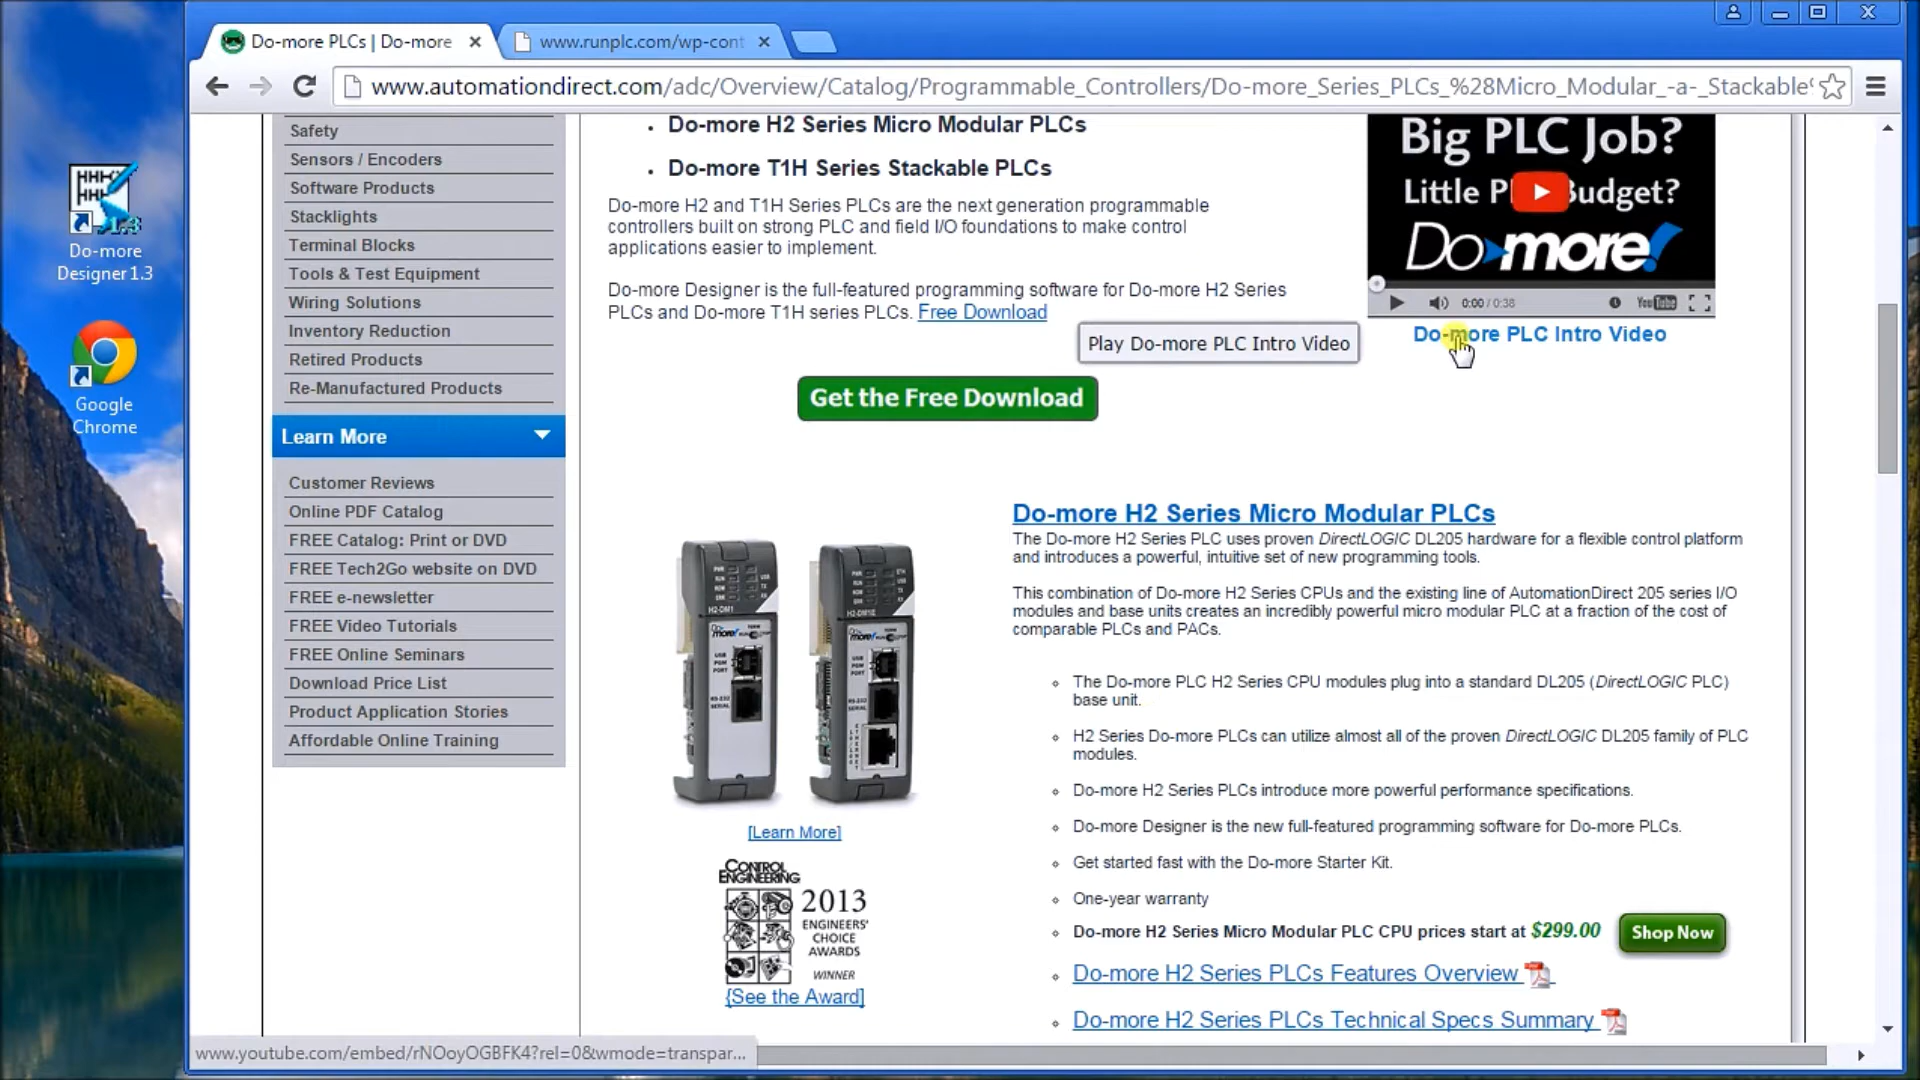 Do-more PLCs | Do-more
www.runplc.com/wp-cont
www.automationdirect.com/adc/Overview/Catalog/Programmable_Controllers/Do-more_Series_PLCs_%28Micro_Modular_-a-_Stackable%
Do-more
Designer 1.3
Google
Chrome
Safety
Sensors / Encoders
Software Products
Stacklights
Terminal Blocks
Tools & Test Equipment
Wiring Solutions
Inventory Reduction
Retired Products
Re-Manufactured Products
Learn More
Customer Reviews
Online PDF Catalog
FREE Catalog: Print or DVD
FREE Tech2Go website on DVD
FREE e-newsletter
FREE Video Tutorials
FREE Online Seminars
Download Price List
Product Application Stories
Affordable Online Training
Do-more H2 Series Micro Modular PLCs
Do-more T1H Series Stackable PLCs
Do-more H2 and T1H Series PLCs are the next generation programmable
controllers built on strong PLC and field I/O foundations to make control
applications easier to implement.
Do-more Designer is the full-featured programming software for Do-more H2 Series
PLCs and Do-more T1H series PLCs. Free Download
Get the Free Download
Big PLC Job?
Little Budget?
Do more!
0:00 / 0:38
YouTube
Do-more PLC Intro Video
Play Do-more PLC Intro Video
H2-DM1
H2-DM1E
[Learn More]
CONTROL
ENGINEERING
2013
ENGINEERS'
CHOICE
AWARDS
WINNER
{See the Award]
Do-more H2 Series Micro Modular PLCs
The Do-more H2 Series PLC uses proven DirectLOGIC DL205 hardware for a flexible control platform
and introduces a powerful, intuitive set of new programming tools.
This combination of Do-more H2 Series CPUs and the existing line of AutomationDirect 205 series I/O
modules and base units creates an incredibly powerful micro modular PLC at a fraction of the cost of
comparable PLCs and PACs.
The Do-more PLC H2 Series CPU modules plug into a standard DL205 (DirectLOGIC PLC)
base unit.
H2 Series Do-more PLCs can utilize almost all of the proven DirectLOGIC DL205 family of PLC
modules.
Do-more H2 Series PLCs introduce more powerful performance specifications.
Do-more Designer is the new full-featured programming software for Do-more PLCs.
Get started fast with the Do-more Starter Kit.
One-year warranty
Do-more H2 Series Micro Modular PLC CPU prices start at $299.00 Shop Now
Do-more H2 Series PLCs Features Overview
Do-more H2 Series PLCs Technical Specs Summary
www.youtube.com/embed/rNOoyOGBFK4?rel=0&wmode=transpar...